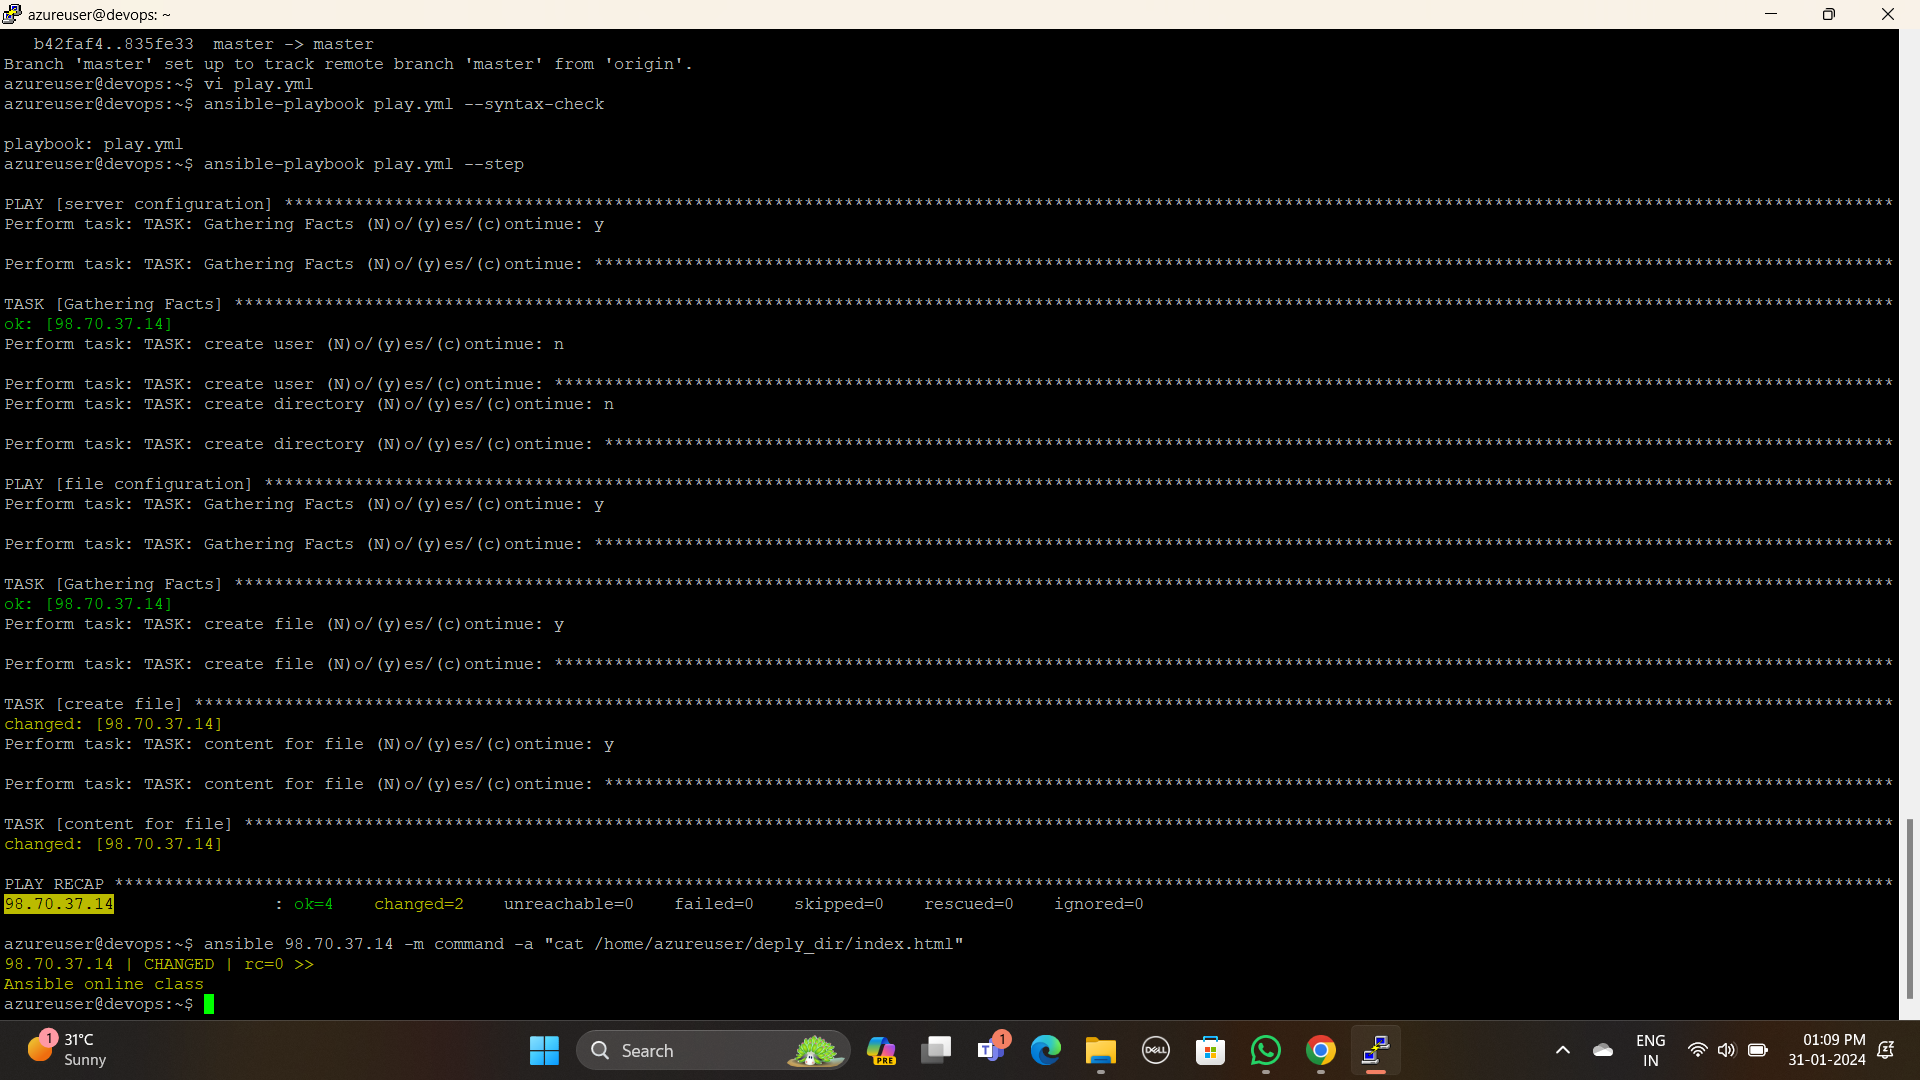 azureuser@devops: ~
b42faf4..835fe33  master -> master
Branch 'master' set up to track remote branch 'master' from 'origin'.
azureuser@devops:~$ vi play.yml
azureuser@devops:~$ ansible-playbook play.yml --syntax-check
playbook: play.yml
azureuser@devops:~$ ansible-playbook play.yml --step
PLAY [server configuration] ****************************************************************
Perform task: TASK: Gathering Facts (N)o/(y)es/(c)ontinue: y
Perform task: TASK: Gathering Facts (N)o/(y)es/(c)ontinue: ****************************************************************
TASK [Gathering Facts] ****************************************************************
ok: [98.70.37.14]
Perform task: TASK: create user (N)o/(y)es/(c)ontinue: n
Perform task: TASK: create user (N)o/(y)es/(c)ontinue: ****************************************************************
Perform task: TASK: create directory (N)o/(y)es/(c)ontinue: n
Perform task: TASK: create directory (N)o/(y)es/(c)ontinue: ****************************************************************
PLAY [file configuration] ****************************************************************
Perform task: TASK: Gathering Facts (N)o/(y)es/(c)ontinue: y
Perform task: TASK: Gathering Facts (N)o/(y)es/(c)ontinue: ****************************************************************
TASK [Gathering Facts] ****************************************************************
ok: [98.70.37.14]
Perform task: TASK: create file (N)o/(y)es/(c)ontinue: y
Perform task: TASK: create file (N)o/(y)es/(c)ontinue: ****************************************************************
TASK [create file] ****************************************************************
changed: [98.70.37.14]
Perform task: TASK: content for file (N)o/(y)es/(c)ontinue: y
Perform task: TASK: content for file (N)o/(y)es/(c)ontinue: ****************************************************************
TASK [content for file] ****************************************************************
changed: [98.70.37.14]
PLAY RECAP ****************************************************************
98.70.37.14                : ok=4    changed=2    unreachable=0    failed=0    skipped=0    rescued=0    ignored=0
azureuser@devops:~$ ansible 98.70.37.14 -m command -a "cat /home/azureuser/deply_dir/index.html"
98.70.37.14 | CHANGED | rc=0 >>
Ansible online class
azureuser@devops:~$
1
31°C
Sunny
Search
PRE
1
DELL
ENG
IN
01:09 PM
31-01-2024